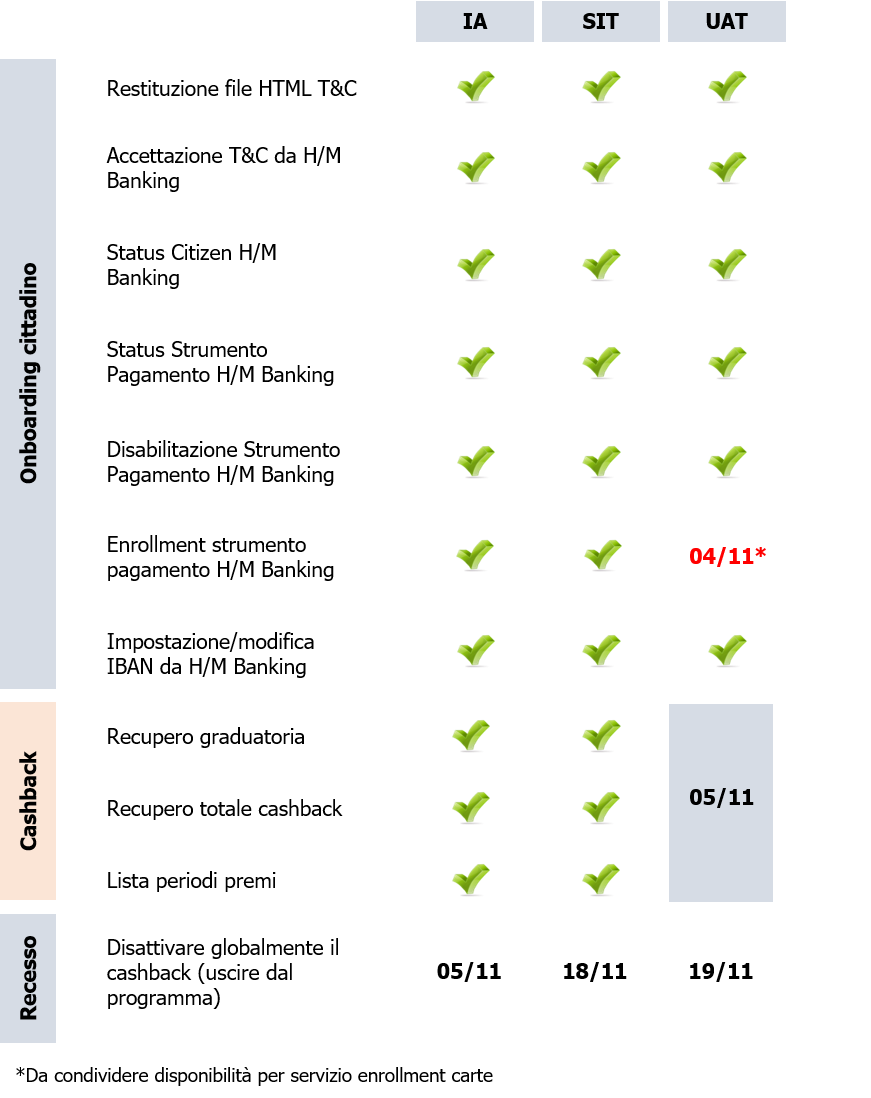 IA SIT UAT
Onboarding cittadino
Restituzione file HTML T&C
Accettazione T&C da H/M
Banking
Status Citizen H/M
Banking
Status Strumento
Pagamento H/M Banking
Disabilitazione Strumento
Pagamento H/M Banking
Enrollment strumento
pagamento H/M Banking
04/11*
Impostazione/modifica
IBAN da H/M Banking
Cashback
Recupero graduatoria
Recupero totale cashback
05/11
Lista periodi premi
Recesso
Disattivare globalmente il
cashback (uscire dal
programma)
05/11 18/11 19/11
*Da condividere disponibilità per servizio enrollment carte